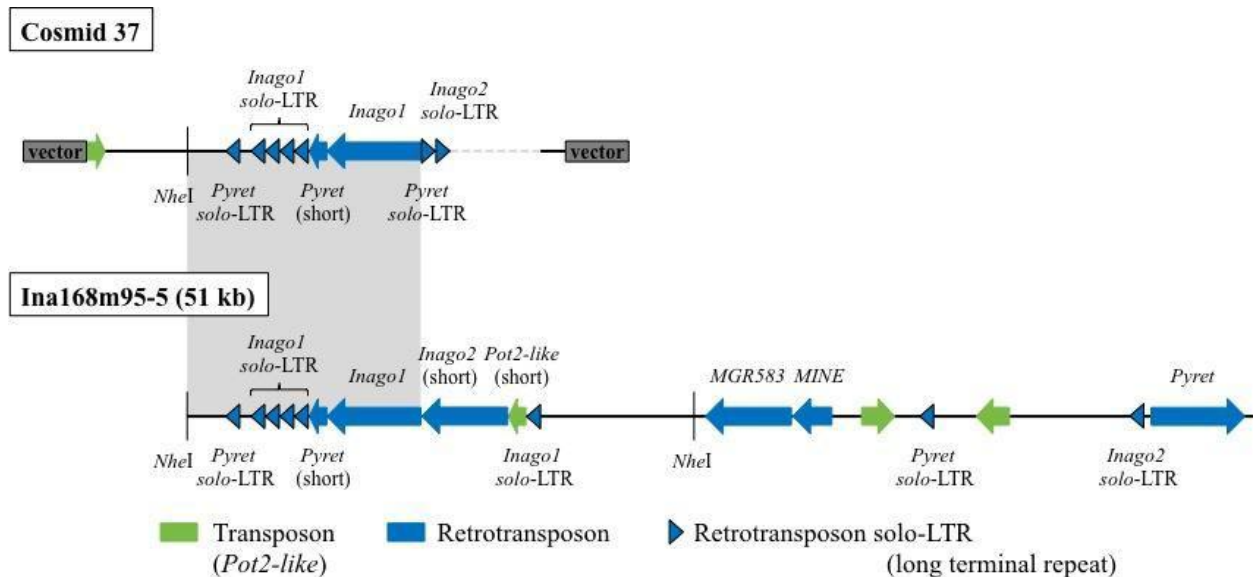 Cosmid 37
Inago1
solo-LTR
Inago1
Inago2
solo-LTR
vector
vector
NheI
Pyret
solo-LTR
Pyret
(short)
Pyret
solo-LTR
Ina168m95-5 (51 kb)
Inago1
solo-LTR
Inago1
Inago2
(short)
Pot2-like
(short)
MGR583
MINE
Pyret
NheI
Pyret
solo-LTR
Pyret
(short)
Inago1
solo-LTR
NheI
Pyret
solo-LTR
Inago2
solo-LTR
Transposon
(Pot2-like)
Retrotransposon
Retrotransposon solo-LTR
(long terminal repeat)